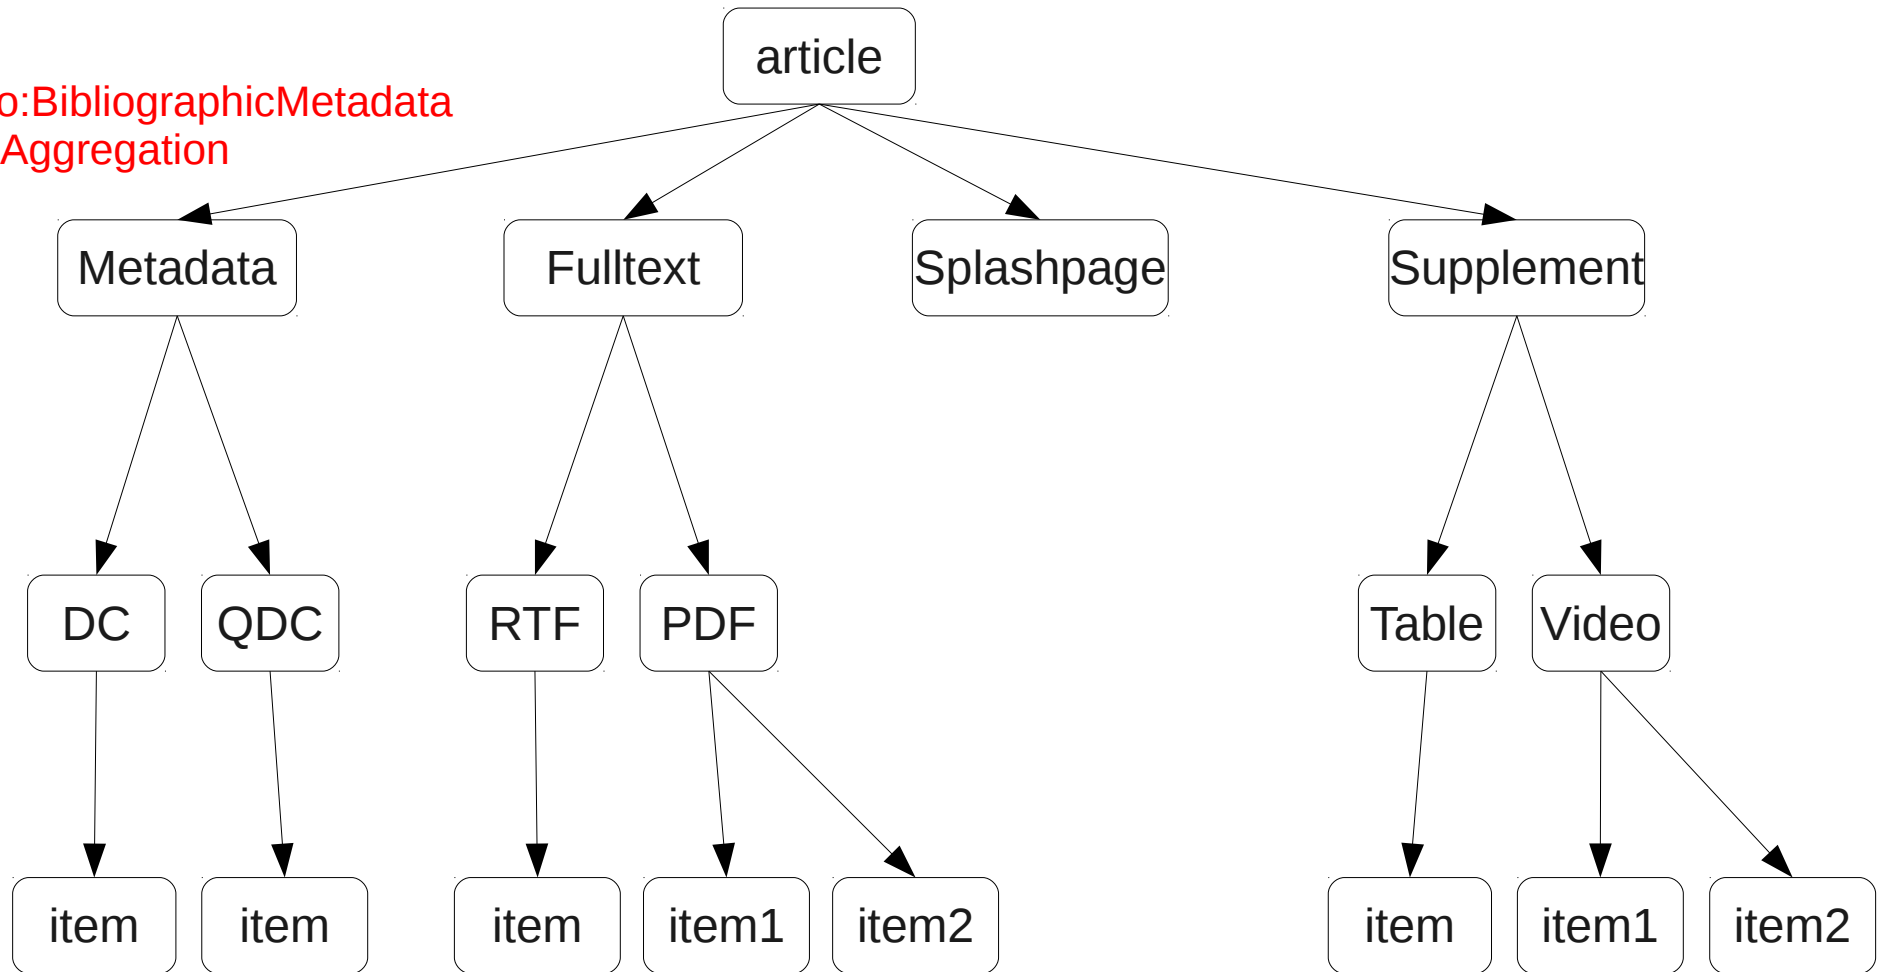 article
o:BibliographicMetadata
Aggregation
Metadata
Fulltext
Splashpage
Supplement
DC
QDC
RTF
PDF
Table
Video
item
item
item
item1
item2
item
item1
item2